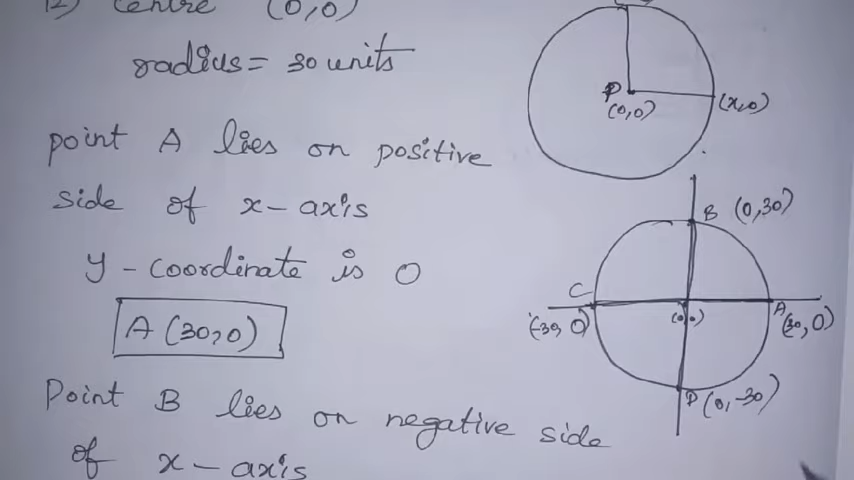 12) Centre (0,0)
radius = 30 units
P
(0,0)
(x,0)
point A lies on positive
side of x-axis
y-coordinate is 0
A (30,0)
B (0,30)
C
(-30, 0)
(0,0)
A
(30, 0)
D (0,-30)
Point B lies on negative side
of x-axis